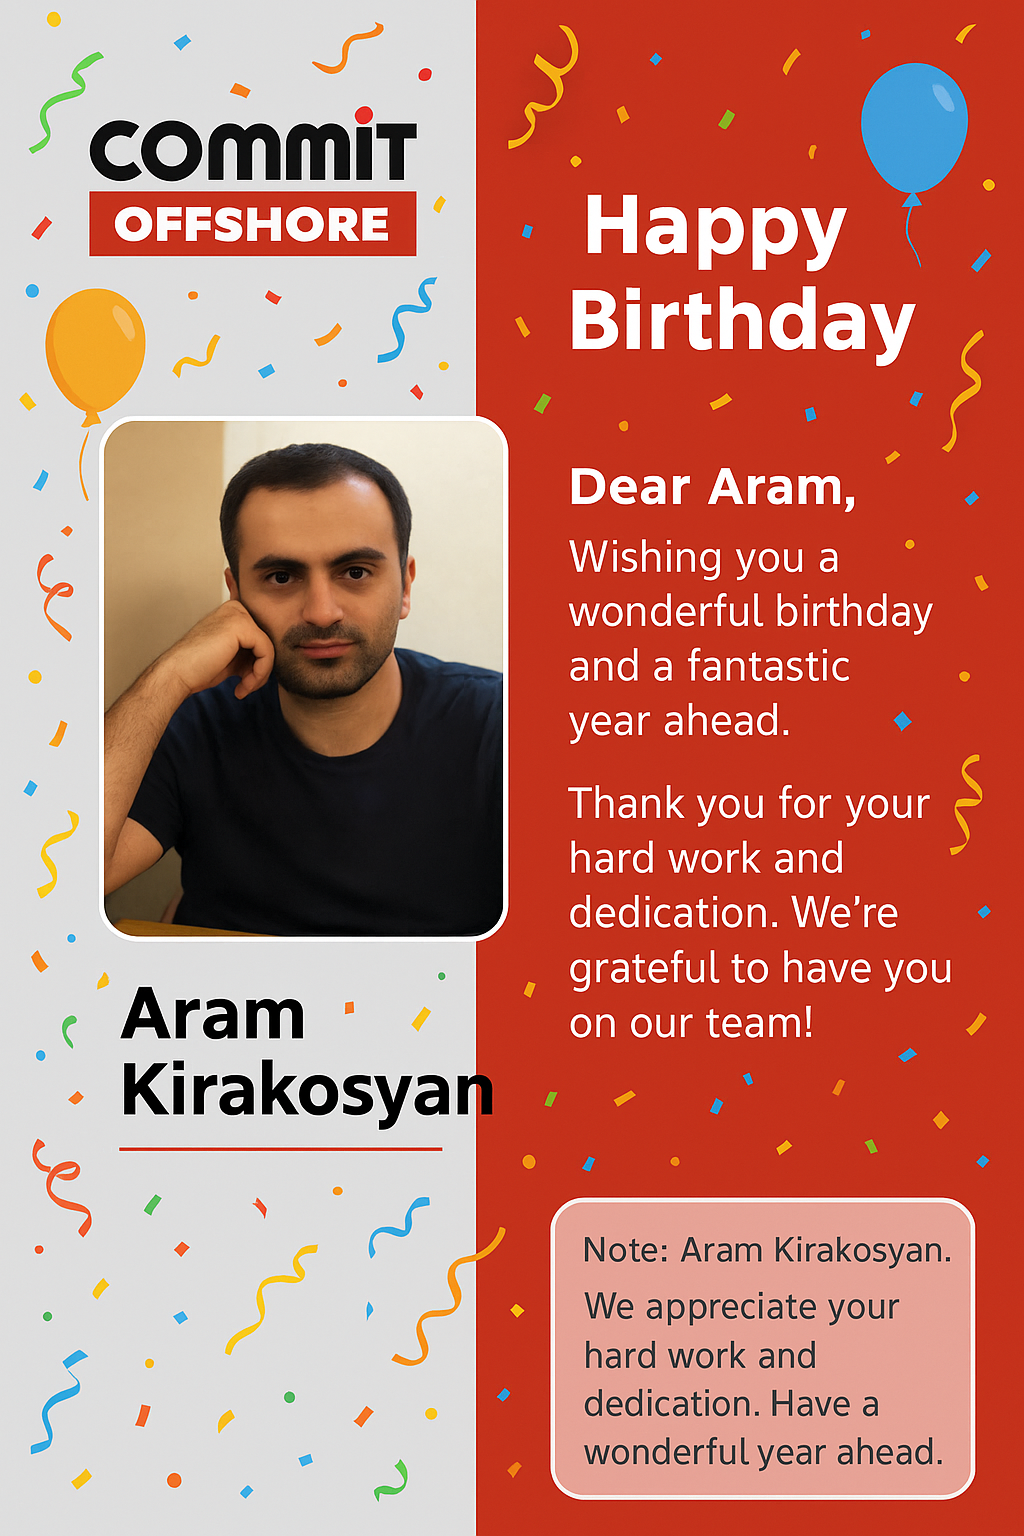 commiT
OFFSHORE
Happy
Birthday
Dear Aram,
Wishing you a
wonderful birthday
and a fantastic
year ahead.
Thank you for your
hard work and
dedication. We’re
grateful to have you
on our team!
Aram
Kirakosyan
Note: Aram Kirakosyan.
We appreciate your
hard work and
dedication. Have a
wonderful year ahead.